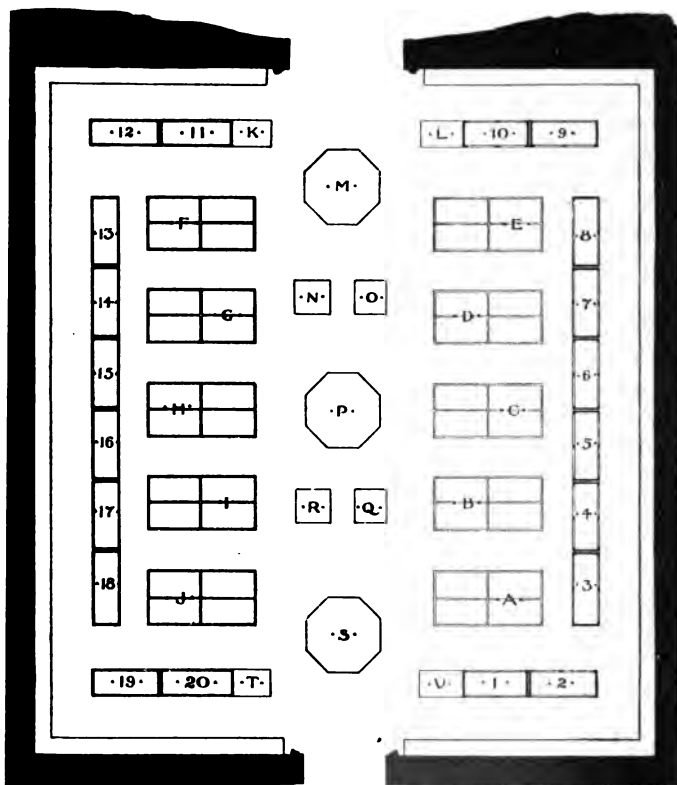 ·12· ·11· ·K· ·L· ·10· ·9·
·M·
·13· ·F· ·E· ·8·
·14· ·G· ·N· ·O· ·D· ·7·
·15· ·H· ·P· ·C· ·6·
·16· ·5·
·17· ·I· ·R· ·Q· ·B· ·4·
·18· ·J· ·A· ·3·
·S·
·19· ·20· ·T· ·U· ·1· ·2·